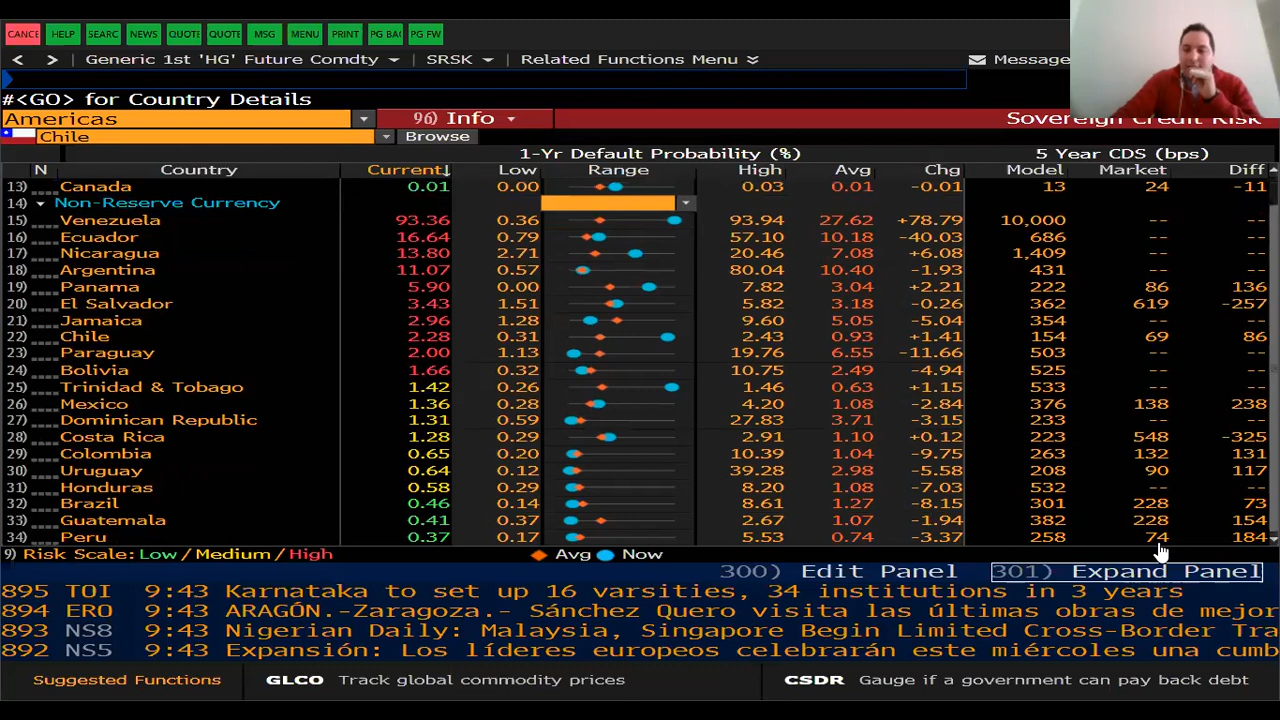 CANCE HELP SEARC NEWS QUOTE QUOTE MSG MENU PRINT PG BAC PG FW
< > Generic 1st 'HG' Future Comdty SRSK Related Functions Menu Message
#<GO> for Country Details
Americas 96) Info Sovereign Credit Risk
Chile Browse
1-Yr Default Probability (%) 5 Year CDS (bps)
N Country Current↓ Low Range High Avg Chg Model Market Diff
13) Canada 0.01 0.00 0.03 0.01 -0.01 13 24 -11
14) Non-Reserve Currency
15) Venezuela 93.36 0.36 93.94 27.62 +78.79 10,000 -- --
16) Ecuador 16.64 0.79 57.10 10.18 -40.03 686 -- --
17) Nicaragua 13.80 2.71 20.46 7.08 +6.08 1,409 -- --
18) Argentina 11.07 0.57 80.04 10.40 -1.93 431 -- --
19) Panama 5.90 0.00 7.82 3.04 +2.21 222 86 136
20) El Salvador 3.43 1.51 5.82 3.18 -0.26 362 619 -257
21) Jamaica 2.96 1.28 9.60 5.05 -5.04 354 -- --
22) Chile 2.28 0.31 2.43 0.93 +1.41 154 69 86
23) Paraguay 2.00 1.13 19.76 6.55 -11.66 503 -- --
24) Bolivia 1.66 0.32 10.75 2.49 -4.94 525 -- --
25) Trinidad & Tobago 1.42 0.26 1.46 0.63 +1.15 533 -- --
26) Mexico 1.36 0.28 4.20 1.08 -2.84 376 138 238
27) Dominican Republic 1.31 0.59 27.83 3.71 -3.15 233 -- --
28) Costa Rica 1.28 0.29 2.91 1.10 +0.12 223 548 -325
29) Colombia 0.65 0.20 10.39 1.04 -9.75 263 132 131
30) Uruguay 0.64 0.12 39.28 2.98 -5.58 208 90 117
31) Honduras 0.58 0.29 8.20 1.08 -7.03 532 -- --
32) Brazil 0.46 0.14 8.61 1.27 -8.15 301 228 73
33) Guatemala 0.41 0.37 2.67 1.07 -1.94 382 228 154
34) Peru 0.37 0.17 5.53 0.74 -3.37 258 74 184
9) Risk Scale: Low / Medium / High Avg Now
300) Edit Panel 301) Expand Panel
895 TOI 9:43 Karnataka to set up 16 varsities, 34 institutions in 3 years
894 ERO 9:43 ARAGÓN.-Zaragoza.- Sánchez Quero visita las últimas obras de mejor
893 NS8 9:43 Nigerian Daily: Malaysia, Singapore Begin Limited Cross-Border Tra
892 NS5 9:43 Expansión: Los líderes europeos celebrarán este miércoles una cumb
Suggested Functions GLCO Track global commodity prices CSDR Gauge if a government can pay back debt